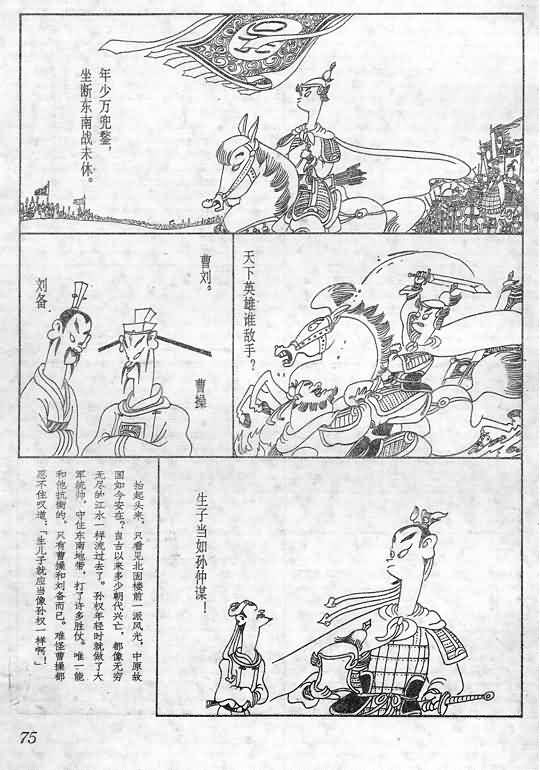 年少万兜鍪，
坐断东南战未休。
天下英雄谁敌手？
曹刘。
曹操
刘备
生子当如孙仲谋！
抬起头来，只看见北固楼前一派风光，中原故
国如今安在？自古以来多少朝代兴亡，都像无穷
无尽的江水一样流过去了。孙权年轻时就做了大
军统帅，守住东南地带，打了许多胜仗。唯一能
和他抗衡的，只有曹操和刘备而已。难怪曹操都
忍不住叹道：「生儿子就应当像孙权一样啊！」
75